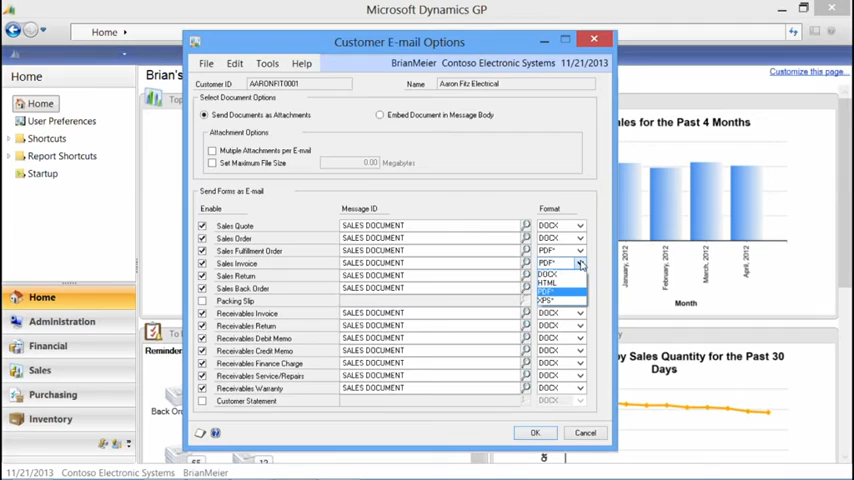 Microsoft Dynamics GP
Home
Customize this page...
Home
Home
User Preferences
Shortcuts
Report Shortcuts
Startup
Brian's
To
Customer E-mail Options
File Edit Tools Help
BrianMeier Contoso Electronic Systems 11/21/2013
Customer ID AARONFIT0001 Name Aaron Fitz Electrical
Select Document Options
Send Documents as Attachments Embed Document in Message Body
Attachment Options
Multiple Attachments per E-mail
Set Maximum File Size 0.00 Megabytes
Send Forms as E-mail
Enable Message ID Format
Sales Quote SALES DOCUMENT DOCX
Sales Order SALES DOCUMENT DOCX
Sales Fulfillment Order SALES DOCUMENT PDF*
Sales Invoice SALES DOCUMENT PDF*
Sales Return SALES DOCUMENT DOCX
HTML
Sales Back Order SALES DOCUMENT PDF*
Packing Slip XPS*
Receivables Invoice SALES DOCUMENT DOCX
Receivables Return SALES DOCUMENT DOCX
Receivables Debit Memo SALES DOCUMENT DOCX
Receivables Credit Memo SALES DOCUMENT DOCX
Receivables Finance Charge SALES DOCUMENT DOCX
Receivables Service/Repairs SALES DOCUMENT DOCX
Receivables Warranty SALES DOCUMENT DOCX
Customer Statement DOCX
OK Cancel
ales for the Past 4 Months
January, 2012
February, 2012
March, 2012
April, 2012
Month
by Sales Quantity for the Past 30
Days
Home
Administration
Financial
Sales
Purchasing
Inventory
To
Reminders
Back Or
65
12
11/21/2013 Contoso Electronic Systems BrianMeier